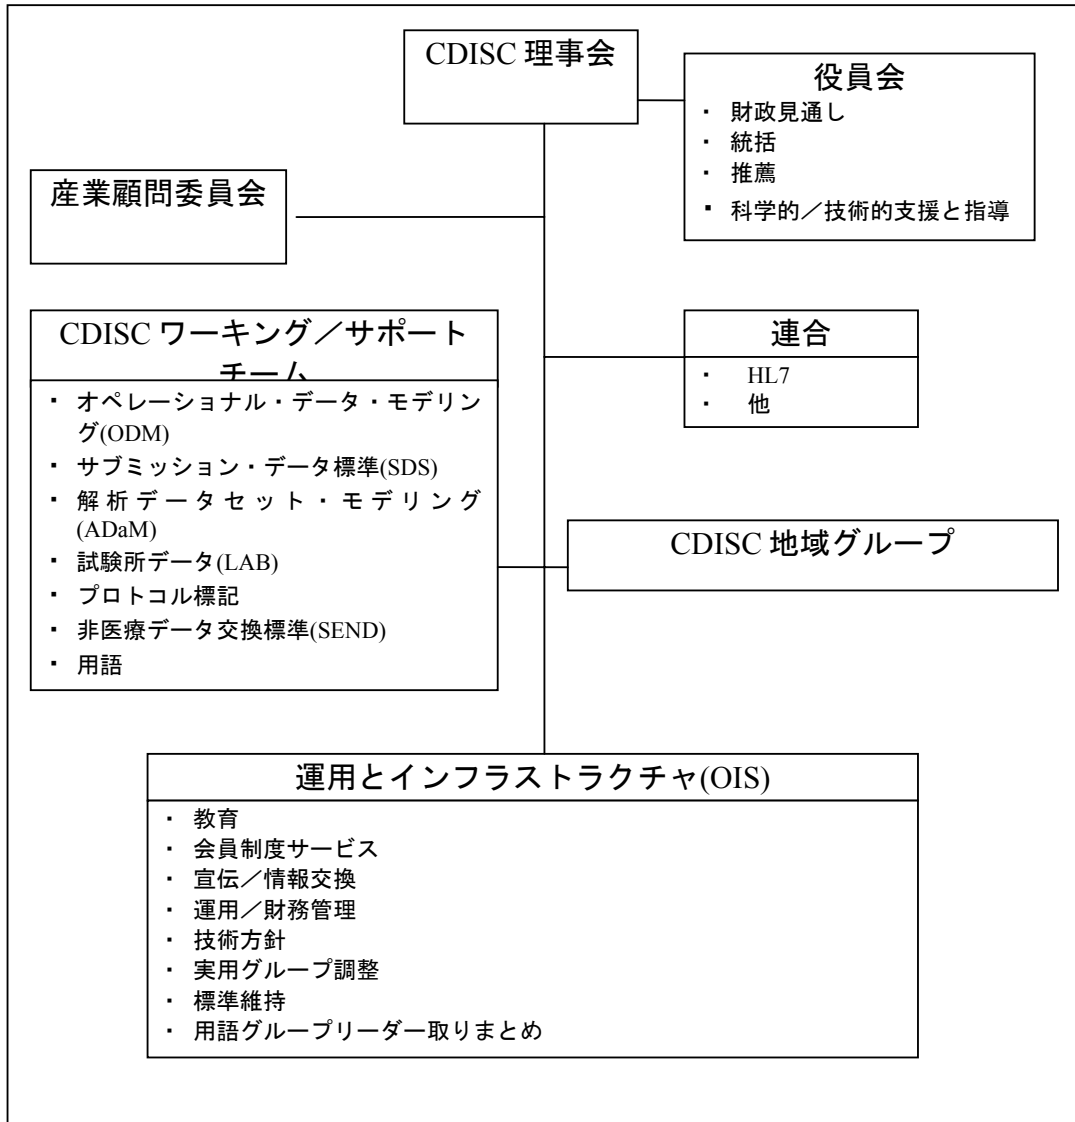 CDISC 理事会
役員会
・ 財政見通し
・ 統括
・ 推薦
・ 科学的／技術的支援と指導
産業顧問委員会
CDISC ワーキング／サポート
チーム
・ オペレーショナル・データ・モデリン
グ(ODM)
・ サブミッション・データ標準(SDS)
・ 解析データセット・モデリング
(ADaM)
・ 試験所データ(LAB)
・ プロトコル標記
・ 非医療データ交換標準(SEND)
・ 用語
連合
・ HL7
・ 他
CDISC 地域グループ
運用とインフラストラクチャ(OIS)
・ 教育
・ 会員制度サービス
・ 宣伝／情報交換
・ 運用／財務管理
・ 技術方針
・ 実用グループ調整
・ 標準維持
・ 用語グループリーダー取りまとめ